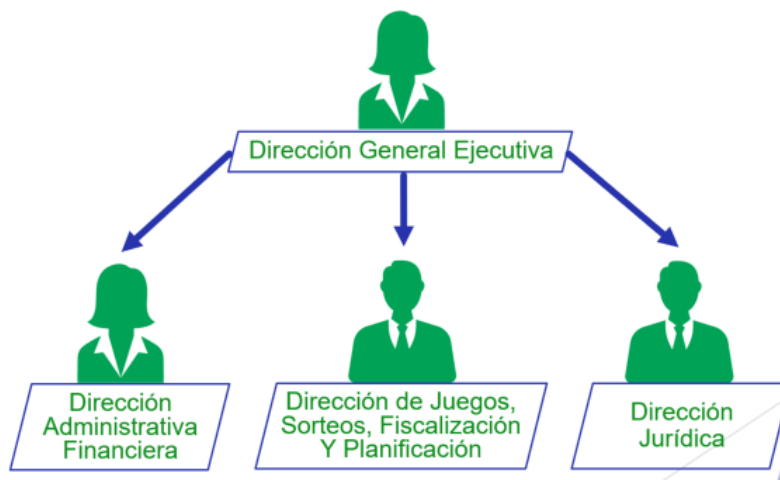 Dirección General Ejecutiva
Dirección
Administrativa
Financiera
Dirección de Juegos,
Sorteos, Fiscalización
Y Planificación
Dirección
Jurídica